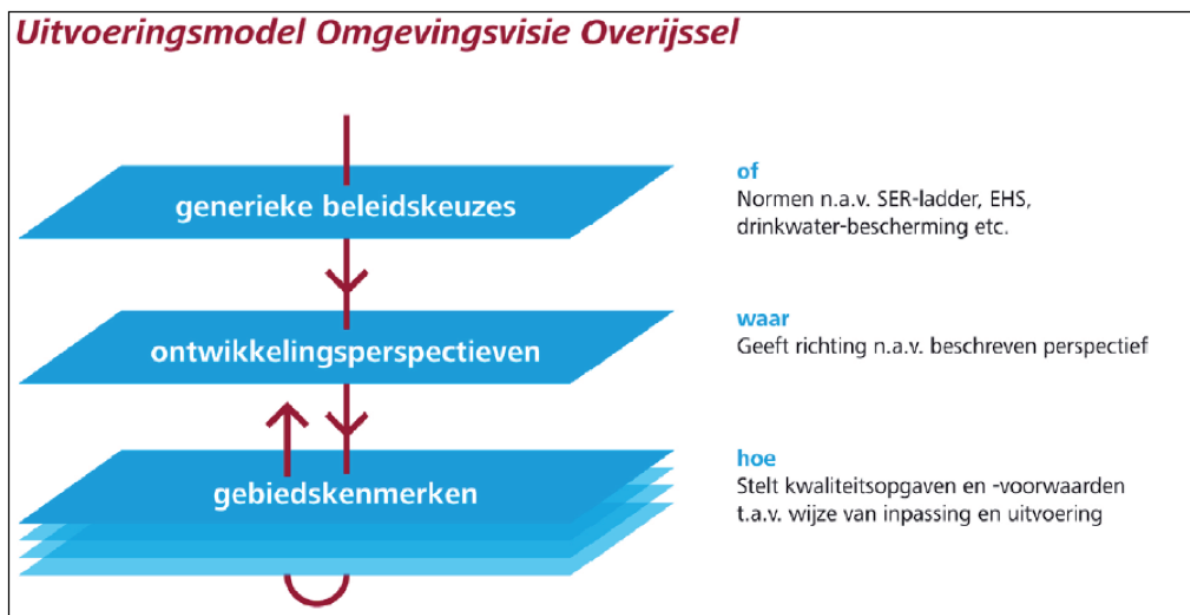 Uitvoeringsmodel Omgevingsvisie Overijssel
generieke beleidskeuzes
of
Normen n.a.v. SER-ladder, EHS,
drinkwater-bescherming etc.
ontwikkelingsperspectieven
waar
Geeft richting n.a.v. beschreven perspectief
gebiedskenmerken
hoe
Stelt kwaliteitsopgaven en -voorwaarden
t.a.v. wijze van inpassing en uitvoering